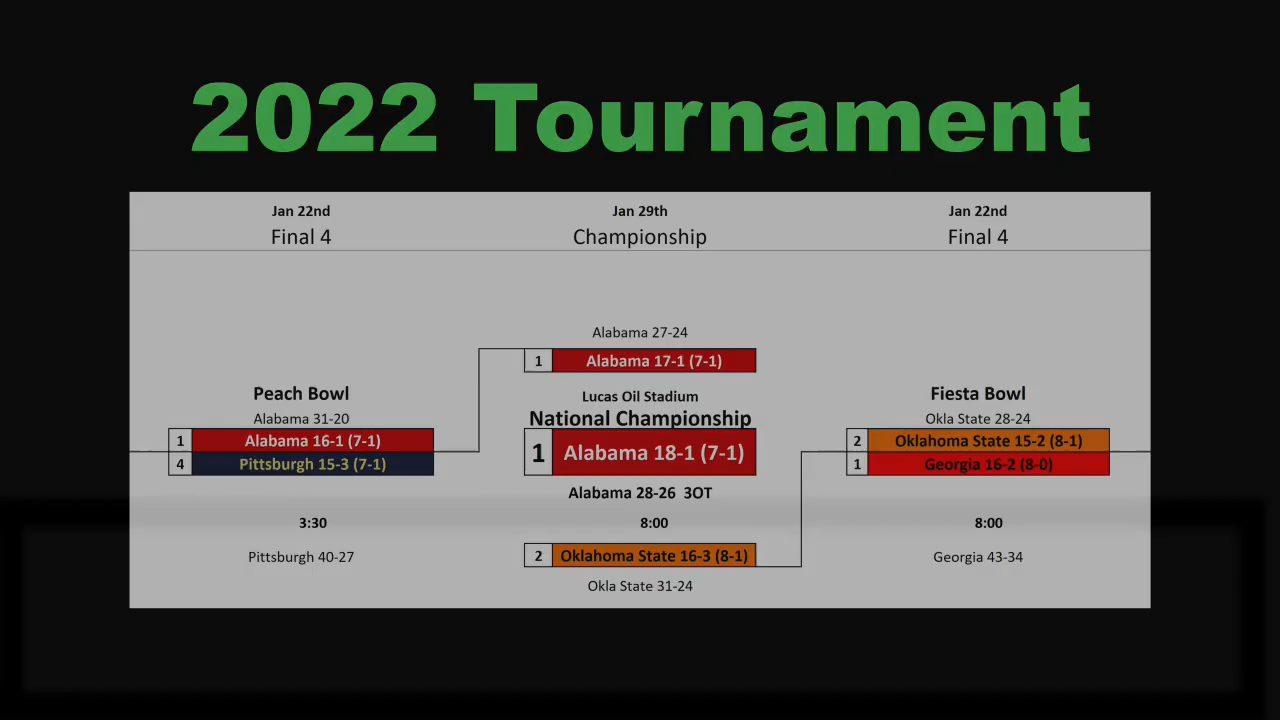 2022 Tournament
Jan 22nd
Final 4
Jan 29th
Championship
Jan 22nd
Final 4
Peach Bowl
Alabama 31-20
1 Alabama 16-1 (7-1)
4 Pittsburgh 15-3 (7-1)
3:30
Pittsburgh 40-27
Alabama 27-24
1 Alabama 17-1 (7-1)
Lucas Oil Stadium
National Championship
1 Alabama 18-1 (7-1)
Alabama 28-26 3OT
8:00
2 Oklahoma State 16-3 (8-1)
Okla State 31-24
Fiesta Bowl
Okla State 28-24
2 Oklahoma State 15-2 (8-1)
1 Georgia 16-2 (8-0)
8:00
Georgia 43-34